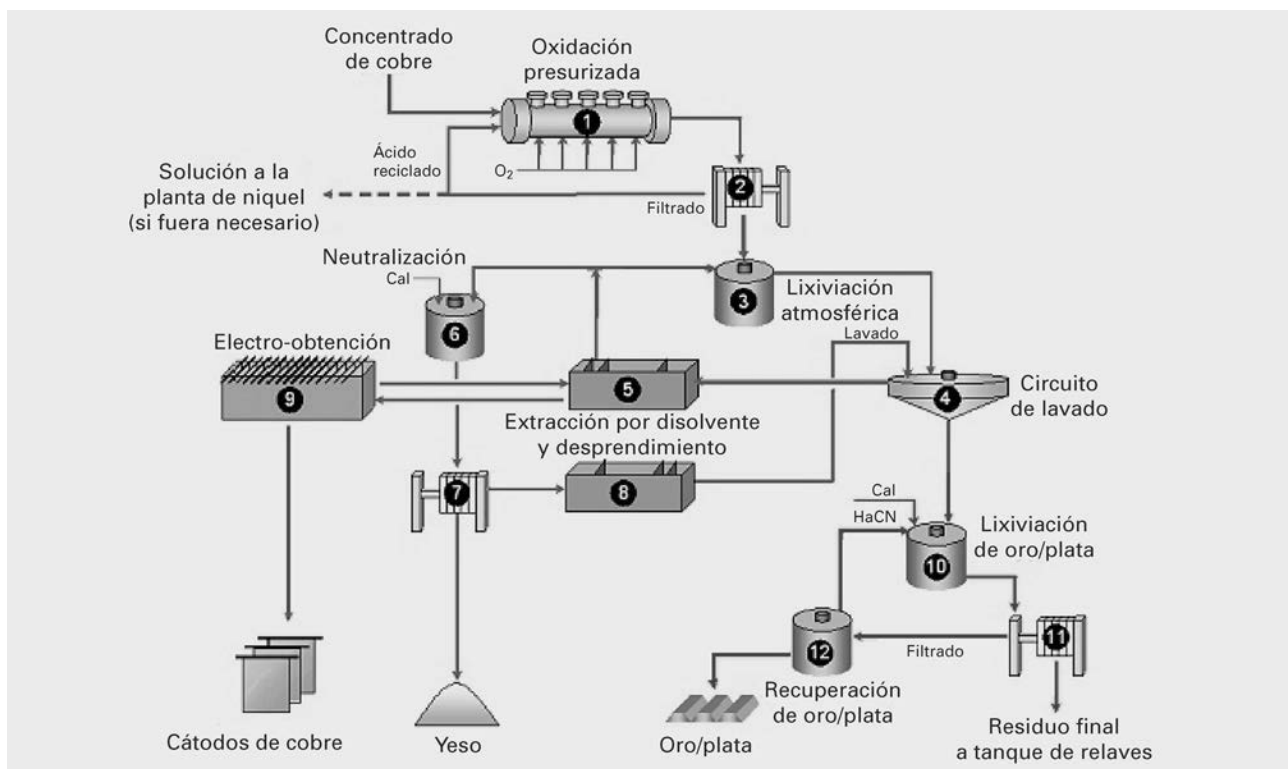 Concentrado
de cobre
Oxidación
presurizada
1
Ácido
reciclado
O2
Solución a la
planta de niquel
(si fuera necesario)
Filtrado
2
Neutralización
Cal
6
3
Lixiviación
atmosférica
Lavado
Electro-obtención
9
5
4
Circuito
de lavado
Extracción por disolvente
y desprendimiento
7
8
Cal
HaCN
Lixiviación
de oro/plata
10
12
Filtrado
11
Recuperación
de oro/plata
Cátodos de cobre
Yeso
Oro/plata
Residuo final
a tanque de relaves